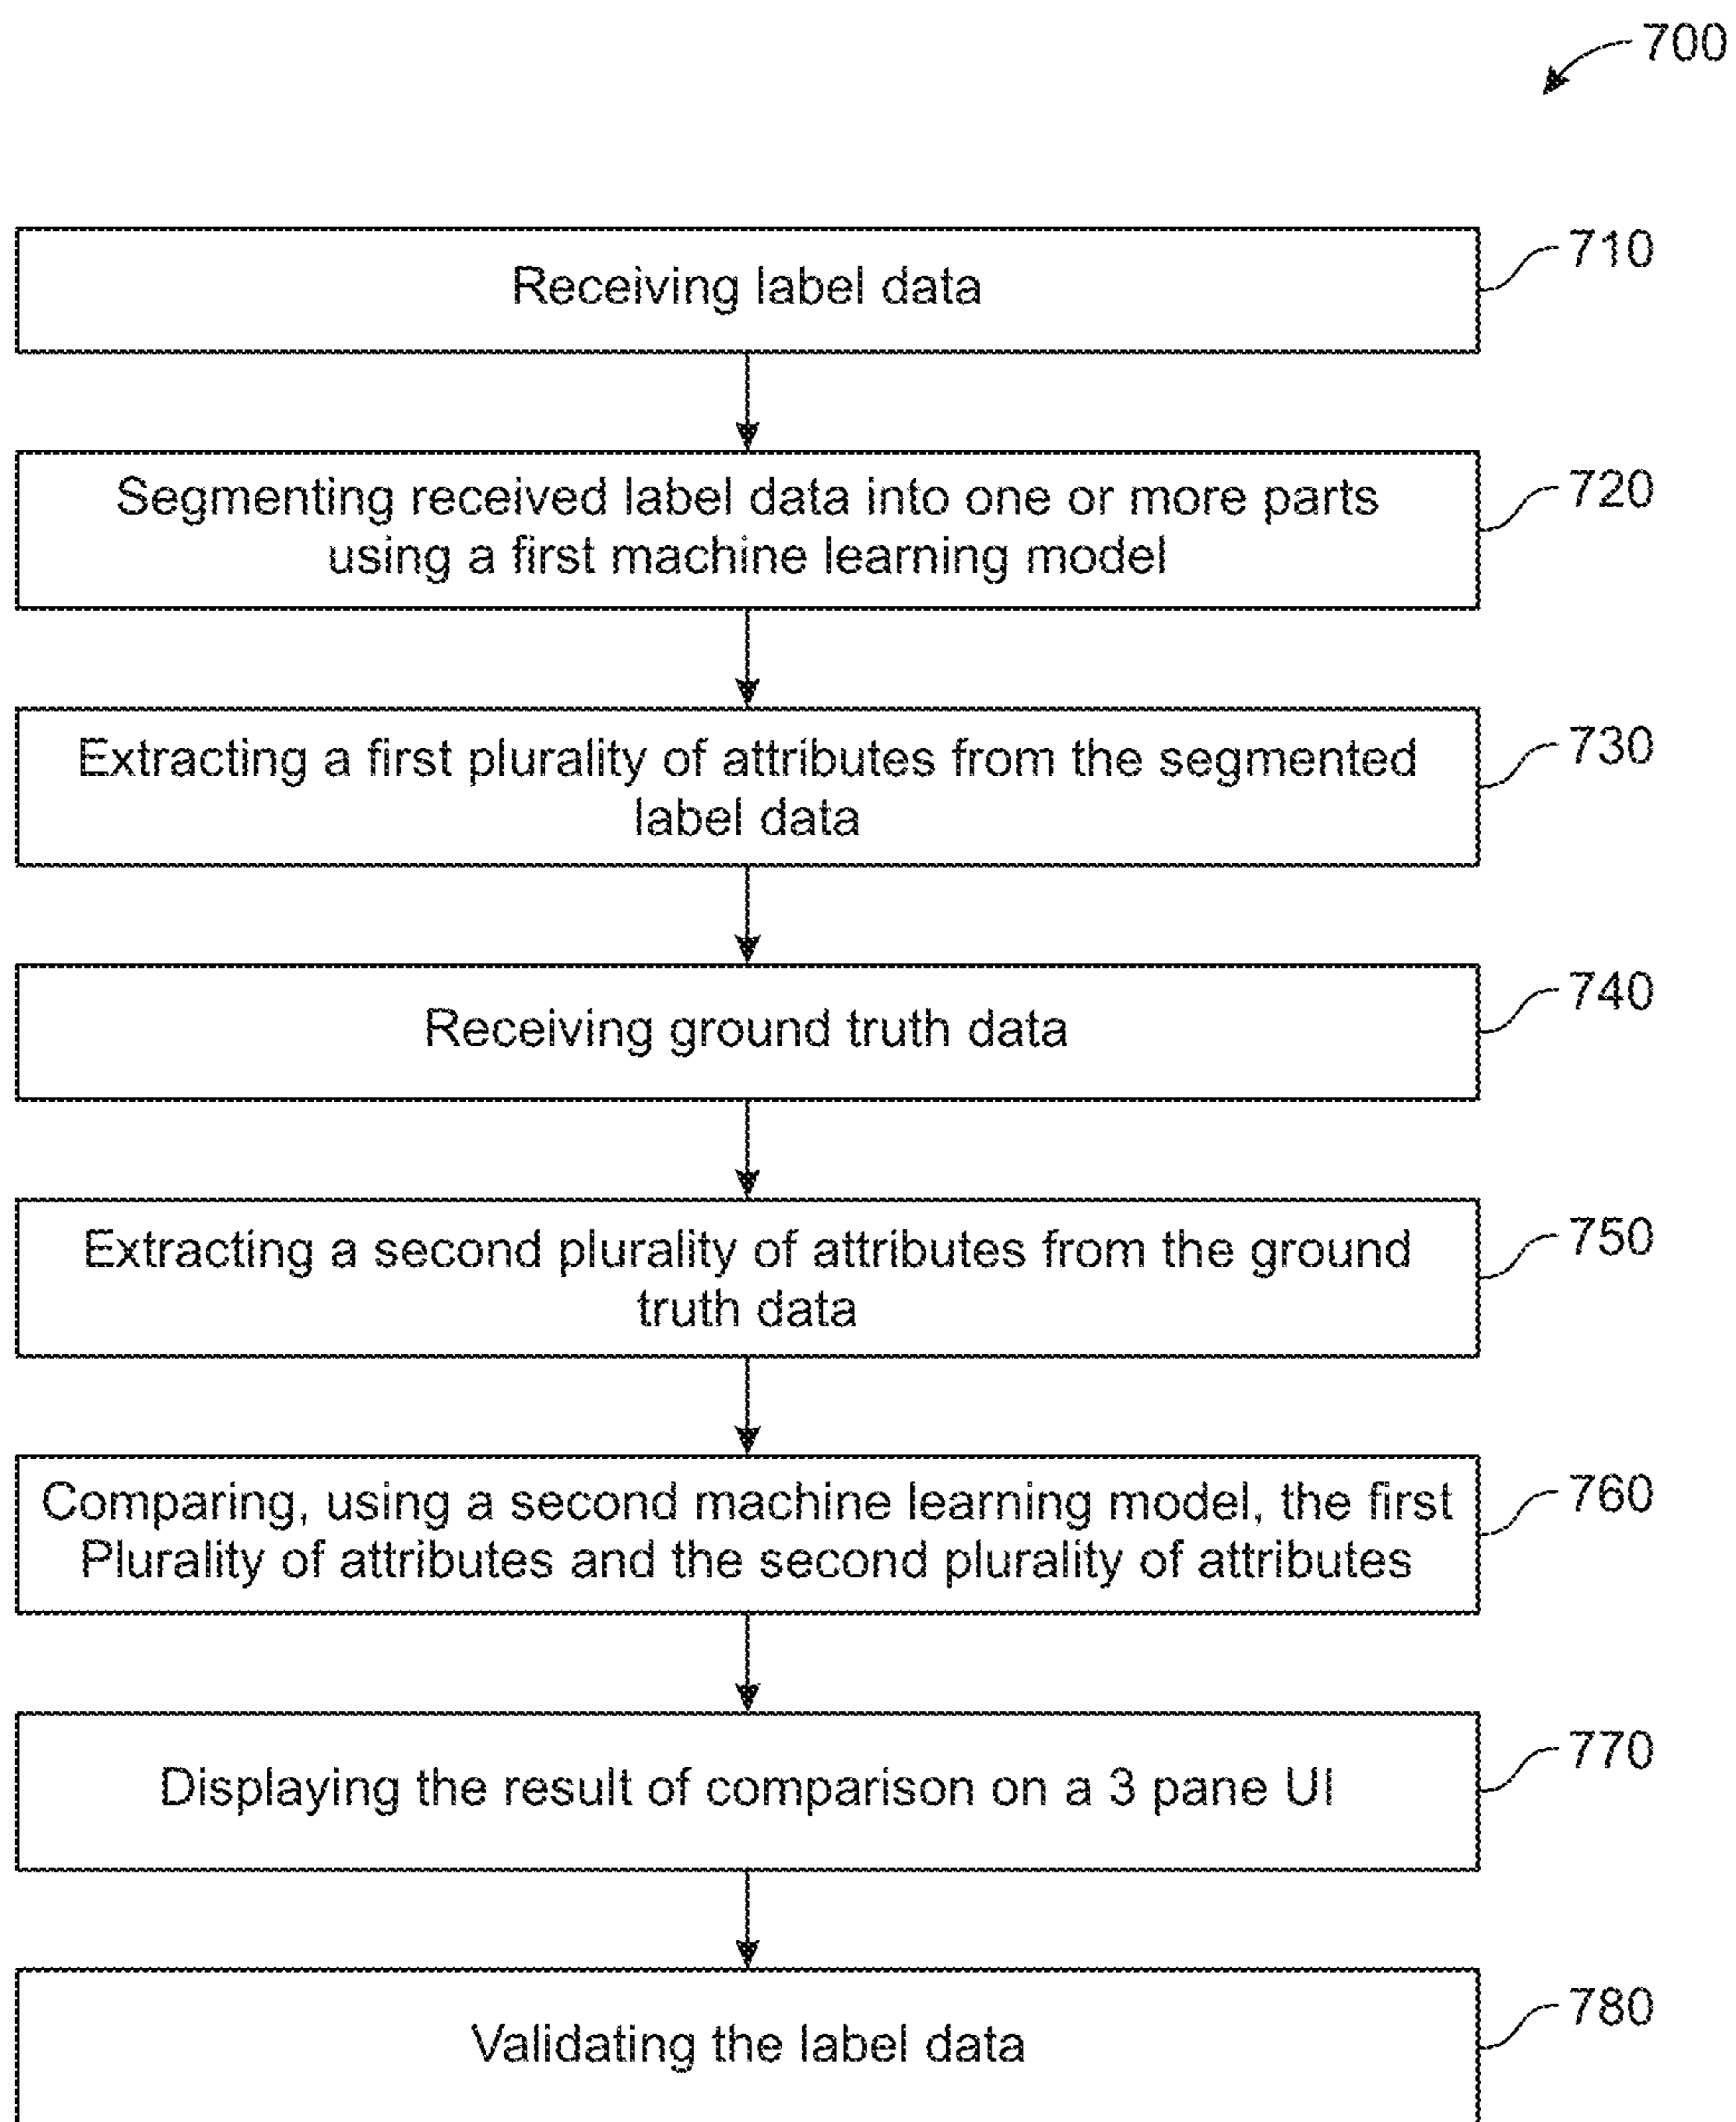 700
Receiving label data
710
Segmenting received label data into one or more parts
using a first machine learning model
720
Extracting a first plurality of attributes from the segmented
label data
730
Receiving ground truth data
740
Extracting a second plurality of attributes from the ground
truth data
750
Comparing, using a second machine learning model, the first
Plurality of attributes and the second plurality of attributes
760
Displaying the result of comparison on a 3 pane UI
770
Validating the label data
780